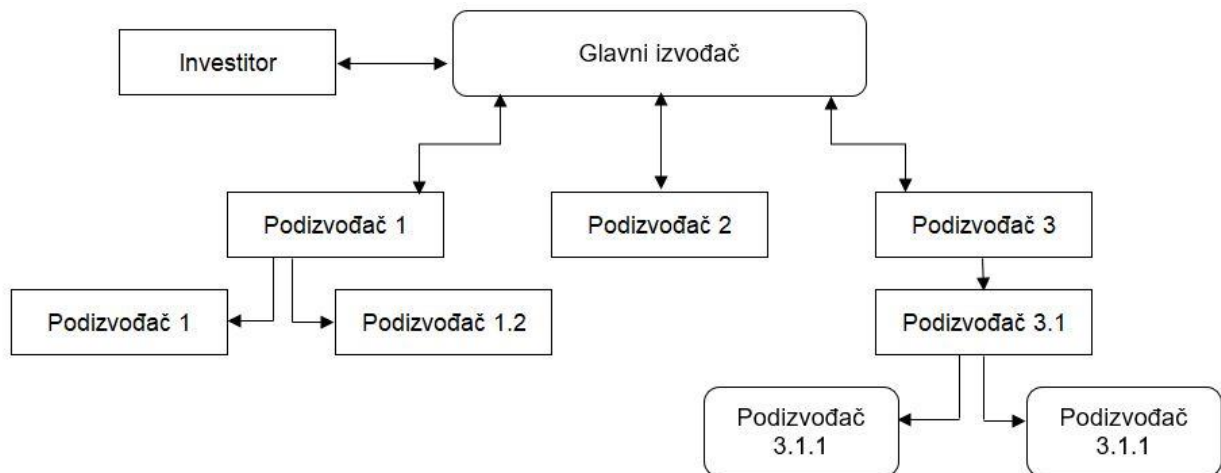 Investitor
Glavni izvođač
Podizvođač 1
Podizvođač 2
Podizvođač 3
Podizvođač 1
Podizvođač 1.2
Podizvođač 3.1
Podizvođač
3.1.1
Podizvođač
3.1.1